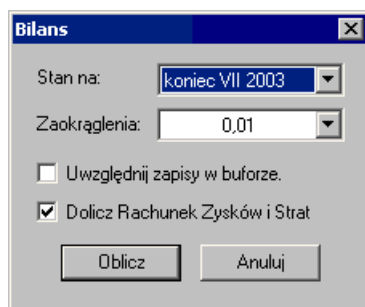 Bilans
Stan na: koniec VII 2003
Zaokrąglenia: 0,01
Uwzględnij zapisy w buforze.
Dolicz Rachunek Zysków i Strat
Oblicz Anuluj